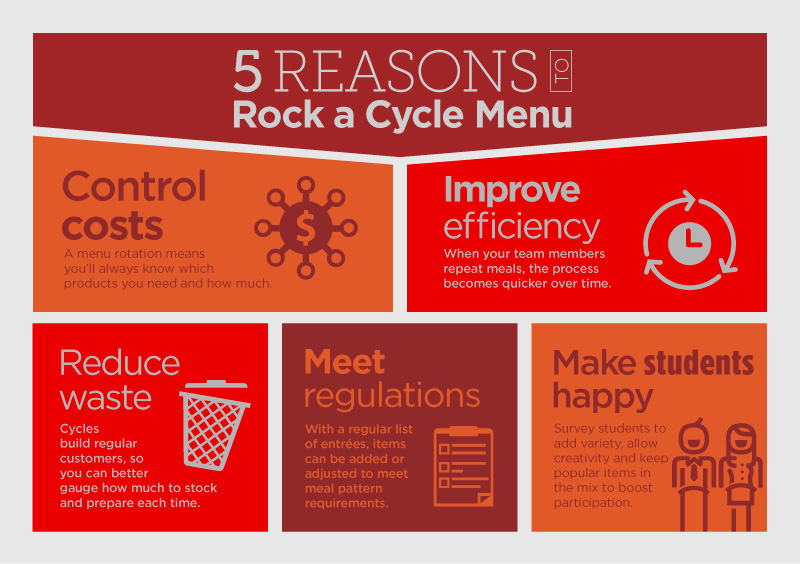 5 REASONS TO
Rock a Cycle Menu
Control
costs
A menu rotation means
you'll always know which
products you need and how much.
$
Improve
efficiency
When your team members
repeat meals, the process
becomes quicker over time.
Reduce
waste
Cycles
build regular
customers, so
you can better
gauge how much to stock
and prepare each time.
Meet
regulations
With a regular list
of entrées, items
can be added or
adjusted to meet
meal pattern
requirements.
Make students
happy
Survey students to
add variety, allow
creativity and keep
popular items in
the mix to boost
participation.